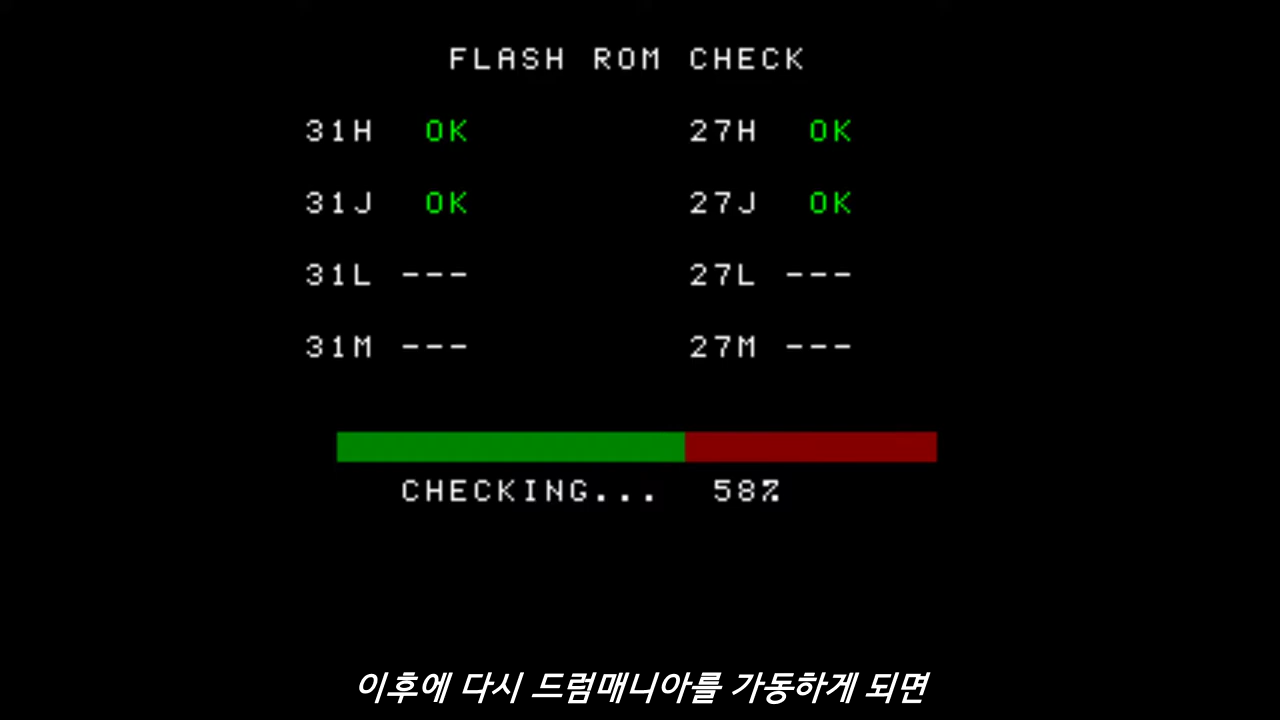 FLASH ROM CHECK
31H OK 27H OK
31J OK 27J OK
31L --- 27L ---
31M --- 27M ---
CHECKING... 58%
이후에 다시 드럼매니아를 가동하게 되면